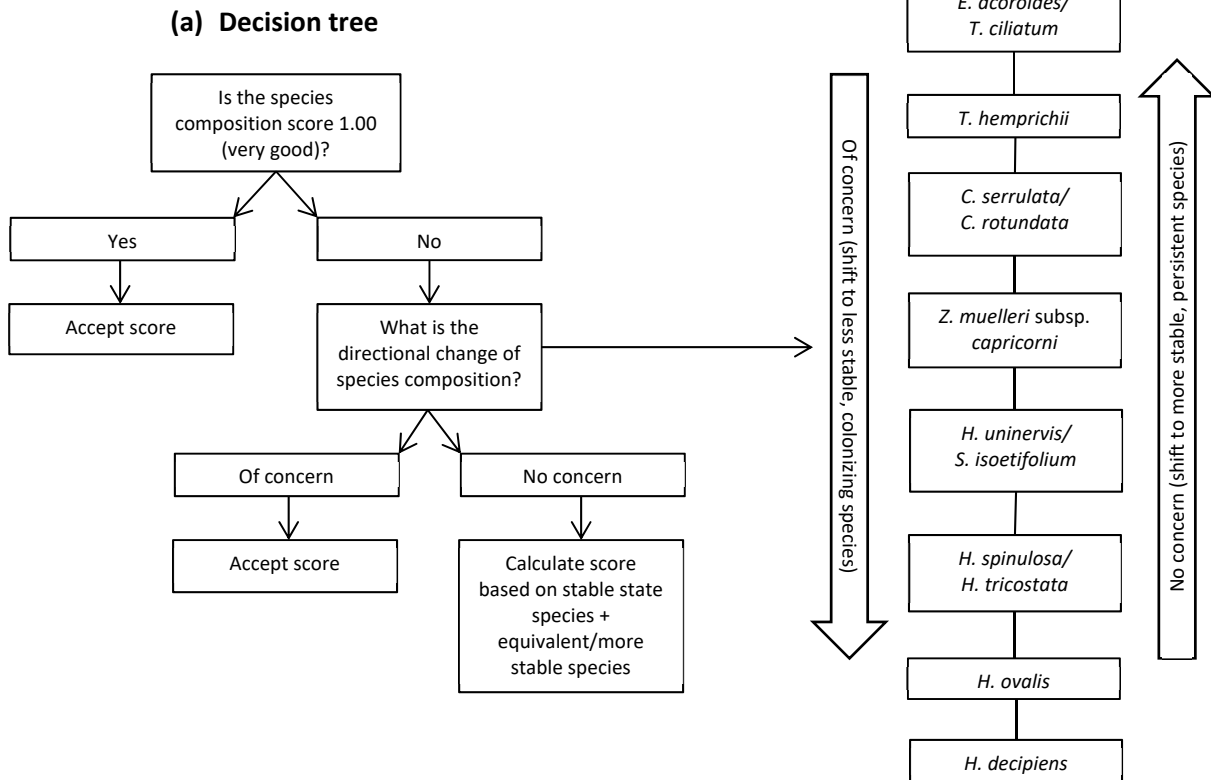 (a) Decision tree
Is the species
composition score 1.00
(very good)?
Yes
No
Accept score
What is the
directional change of
species composition?
Of concern
No concern
Accept score
Calculate score
based on stable state
species +
equivalent/more
stable species
Of concern (shift to less stable, colonizing species)
E. acoroides/
T. ciliatum
T. hemprichii
C. serrulata/
C. rotundata
Z. muelleri subsp.
capricorni
H. uninervis/
S. isoetifolium
H. spinulosa/
H. tricostata
H. ovalis
H. decipiens
No concern (shift to more stable, persistent species)